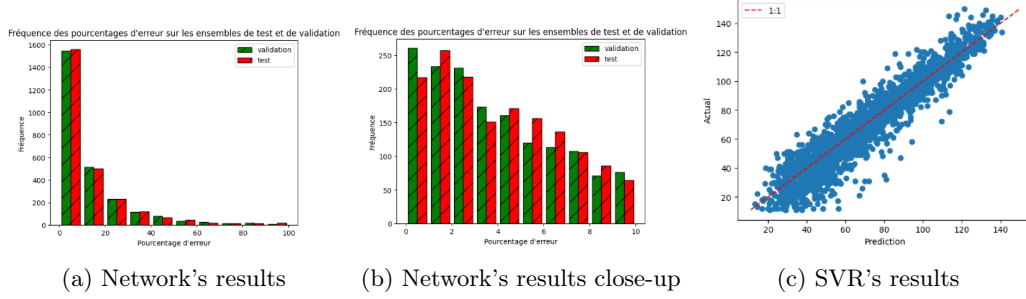 Fréquence des pourcentages d'erreur sur les ensembles de test et de validation
1600
1400
1200
1000
800
600
400
200
0
Fréquence
validation
test
0 20 40 60 80 100
Pourcentage d'erreur
(a) Network's results
Fréquence des pourcentages d'erreur sur les ensembles de test et de validation
250
200
150
100
50
0
Fréquence
validation
test
0 2 4 6 8 10
Pourcentage d'erreur
(b) Network's results close-up
1:1
140
120
100
80
60
40
20
Actual
20 40 60 80 100 120 140
Prediction
(c) SVR's results